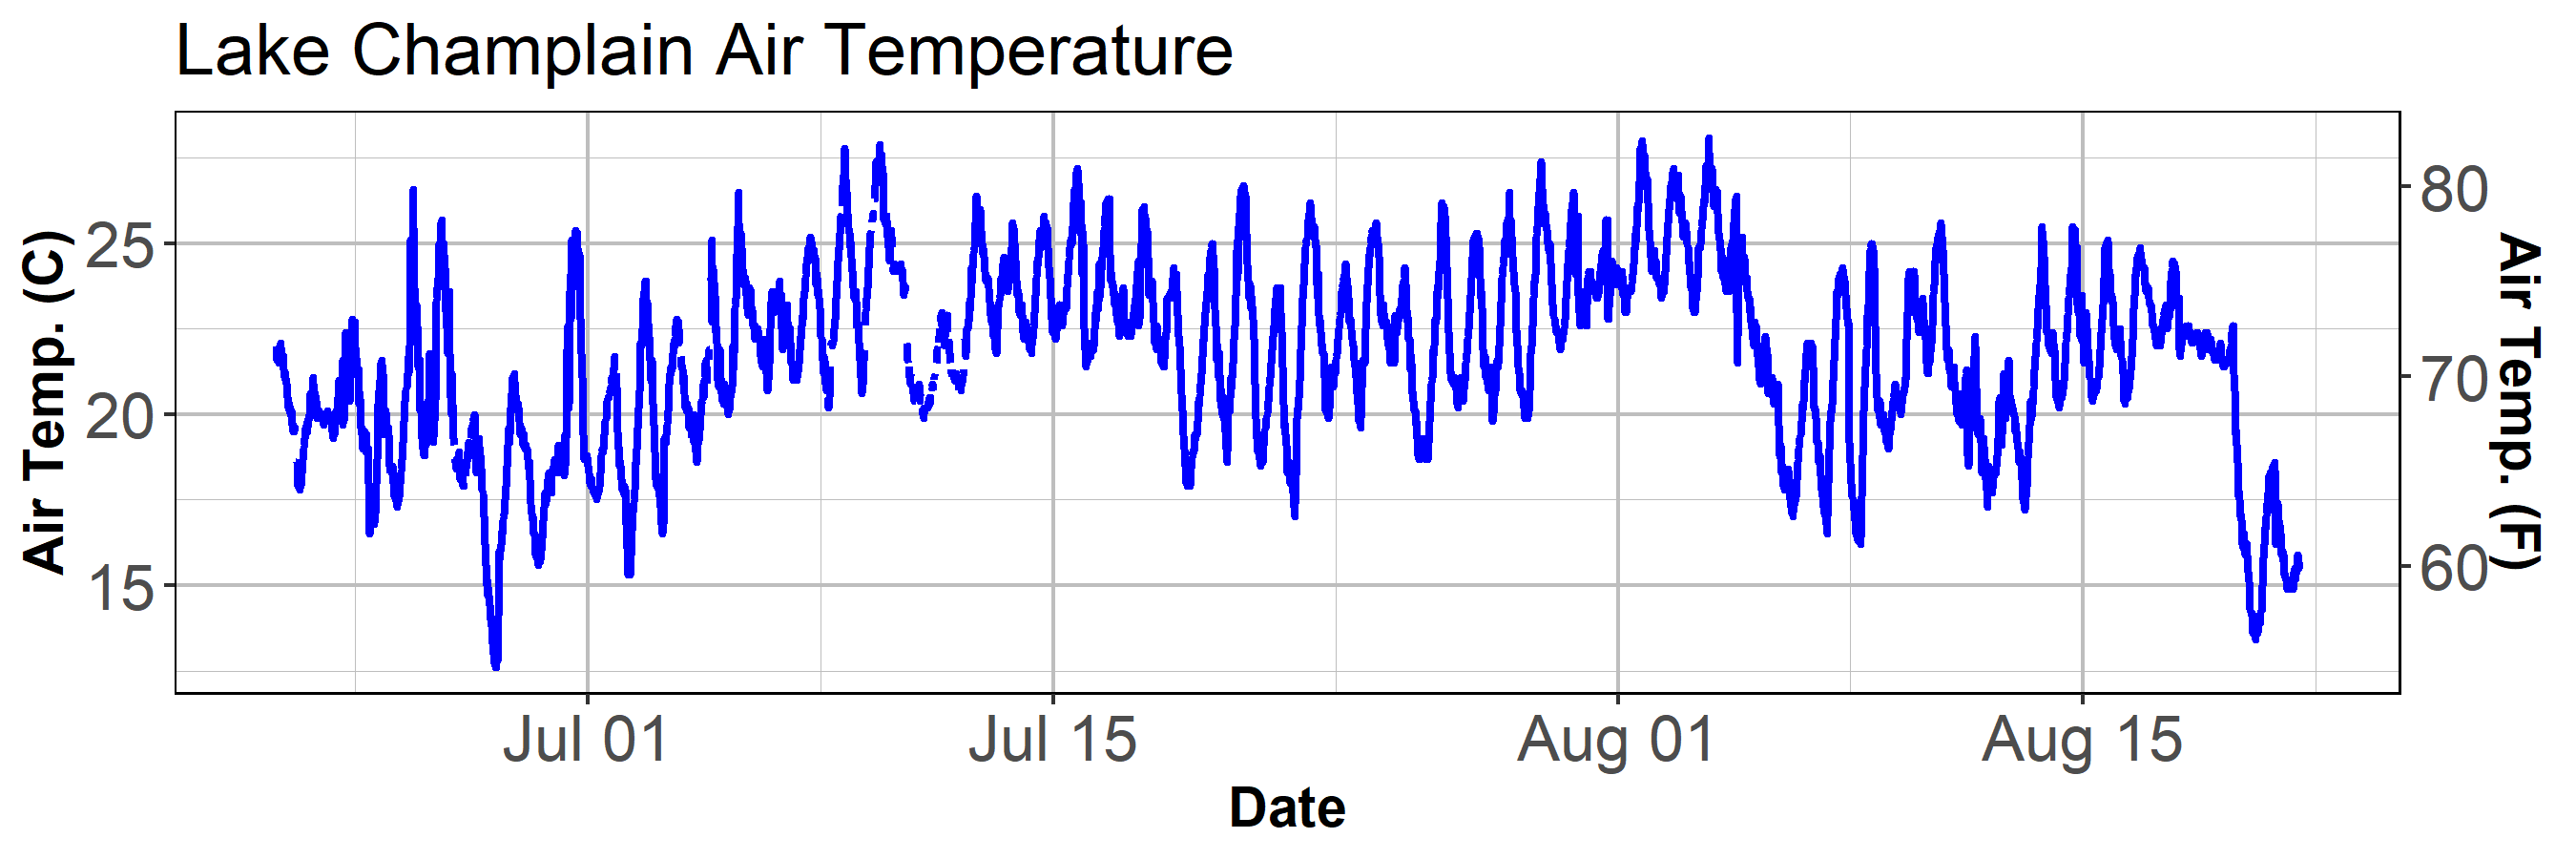 Lake Champlain Air Temperature
Air Temp. (C)
25
20
15
80
70
60
Air Temp. (F)
Jul 01
Jul 15
Aug 01
Aug 15
Date